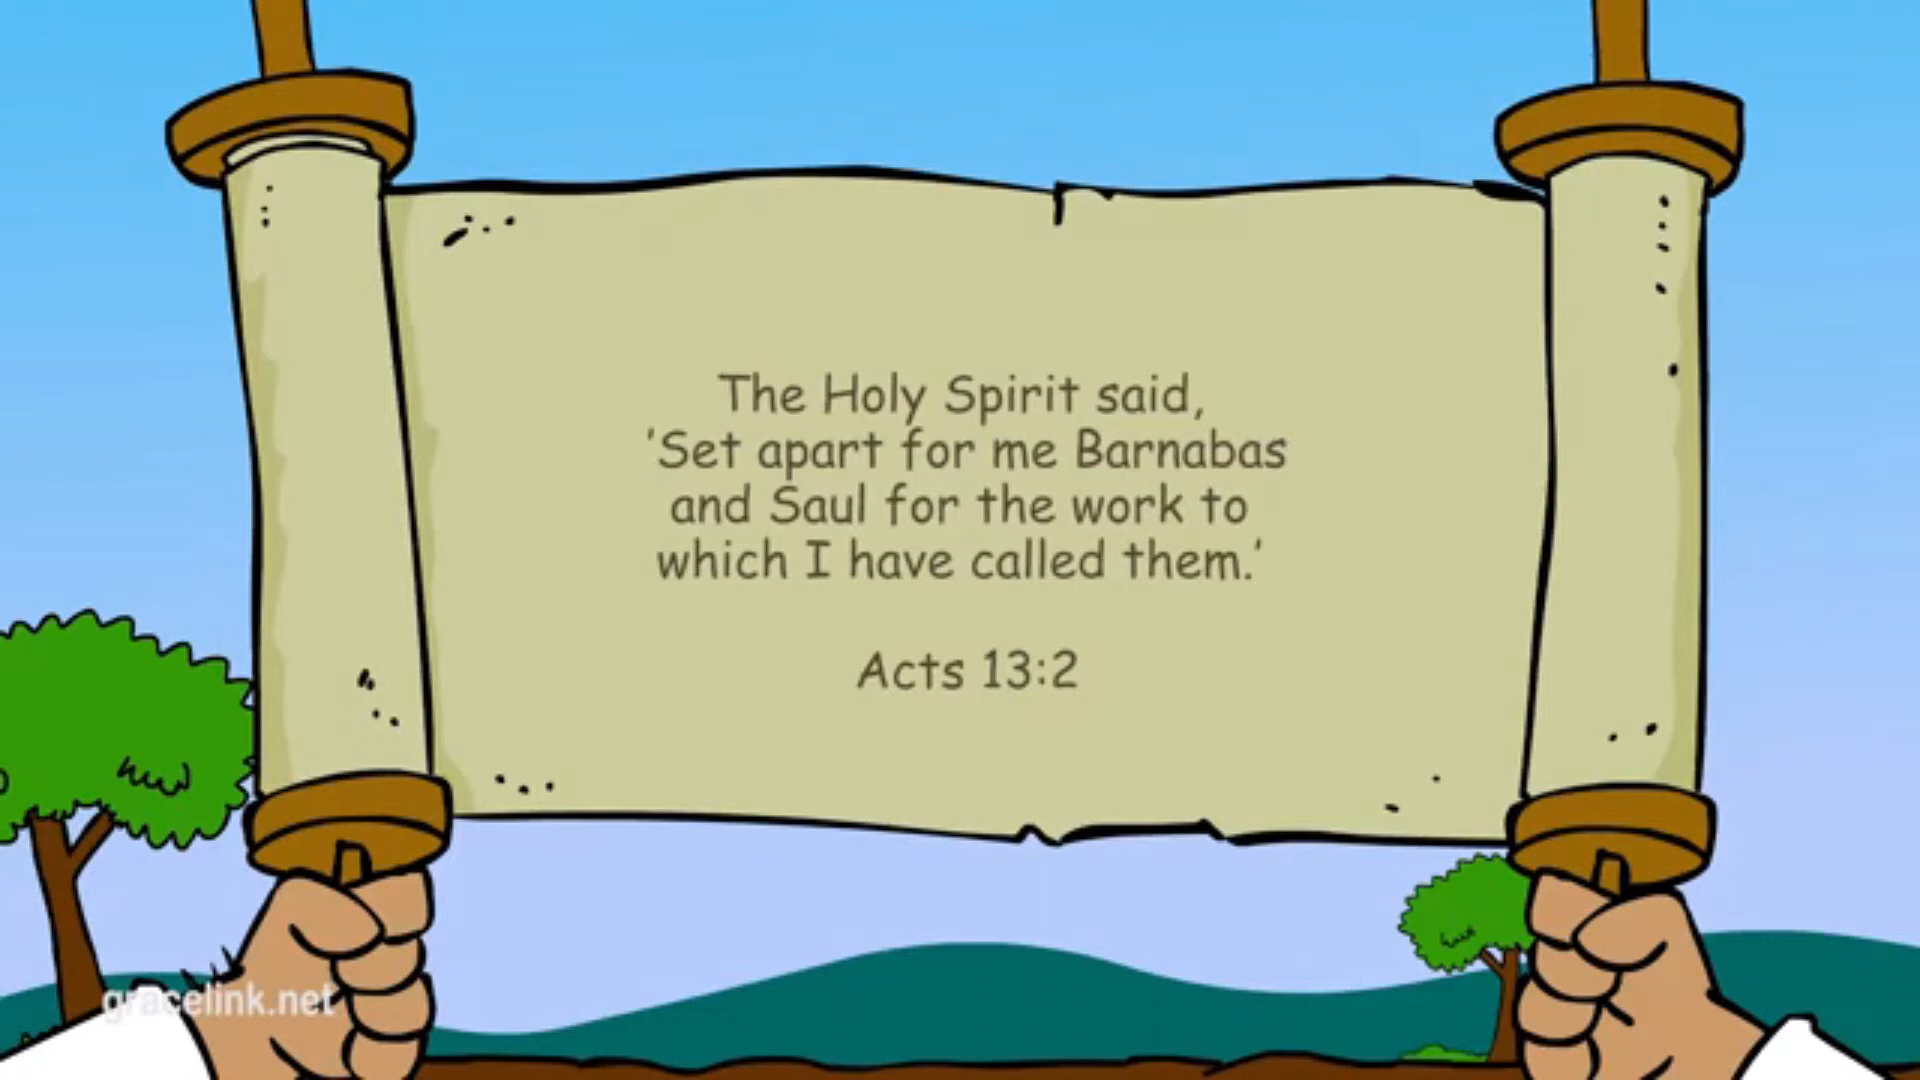 The Holy Spirit said,
'Set apart for me Barnabas
and Saul for the work to
which I have called them.'
Acts 13:2
gracelink.net